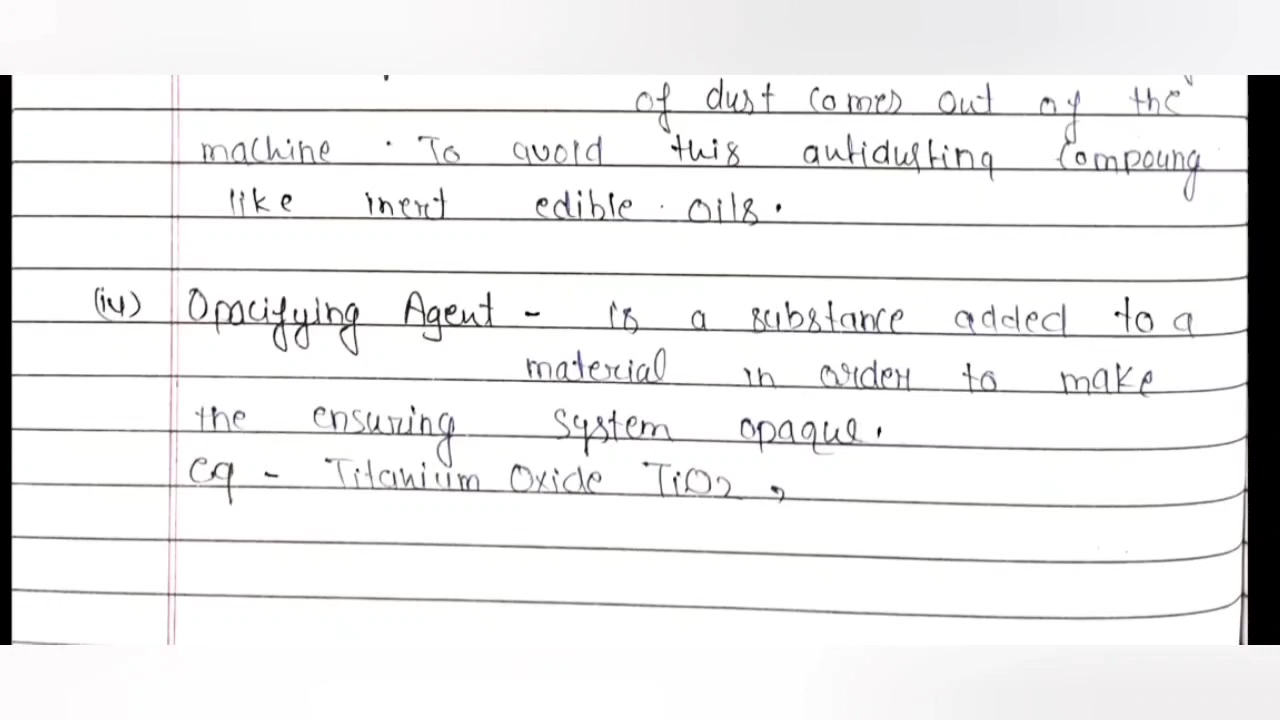 of dust comes out of the
machine . To avoid this antidusting compoung
like inert edible oils.
(iv) Opacifying Agent - is a substance added to a
material in order to make
the ensuring system opaque.
eg - Titanium Oxide TiO2,